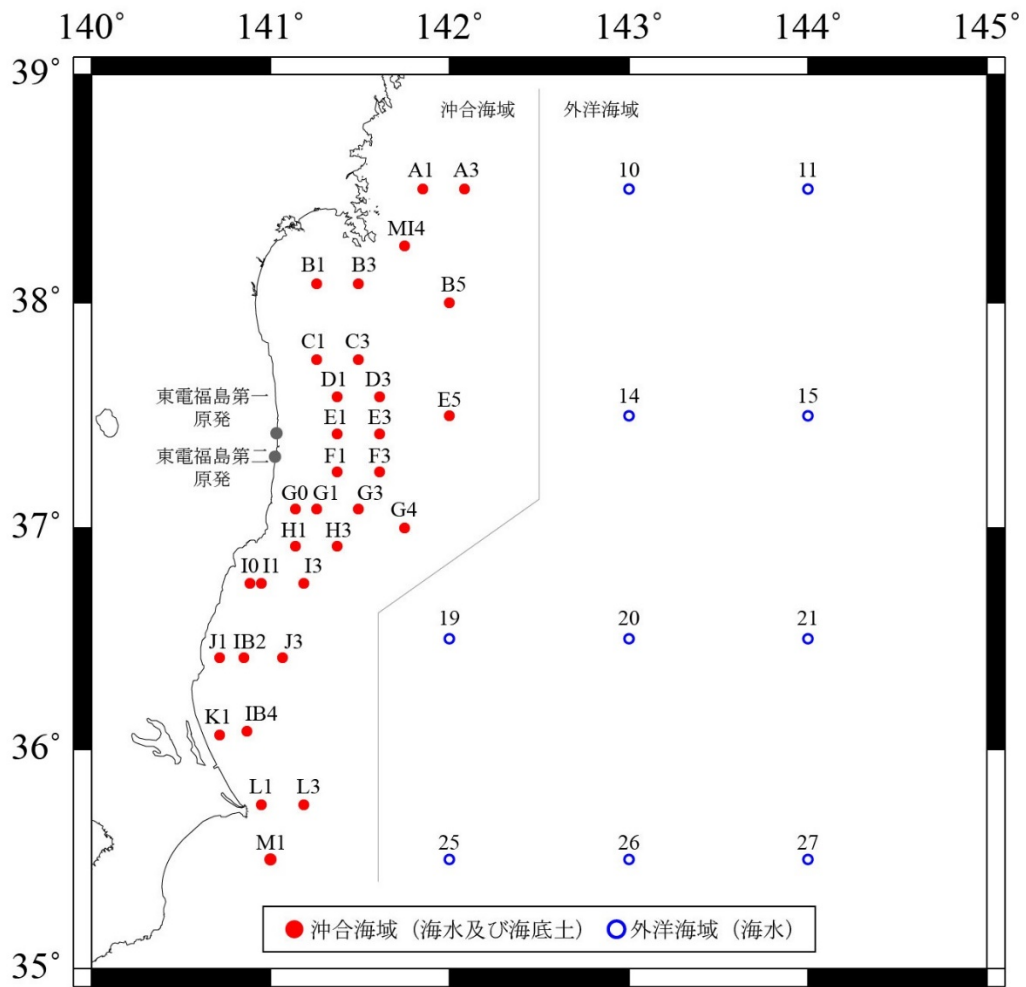 140° 141° 142° 143° 144° 145°
39°
沖合海域 外洋海域
A1 A3 10 11
MI4
B1 B3
B5
38°
C1 C3
D1 D3
東電福島第一
原発
E5 14 15
E1 E3
東電福島第二
原発
F1 F3
G0 G1 G3
G4
37°
H1 H3
I0 I1 I3
19 20 21
J1 IB2 J3
K1 IB4
36°
L1 L3
M1 25 26 27
沖合海域（海水及び海底土） 外洋海域（海水）
35°